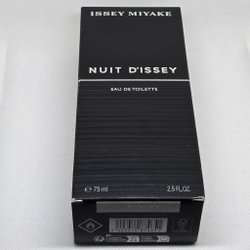 ISSEY MIYAKE
NUIT D'ISSEY
EAU DE TOILETTE
e 75 ml 2.5 FL.OZ.